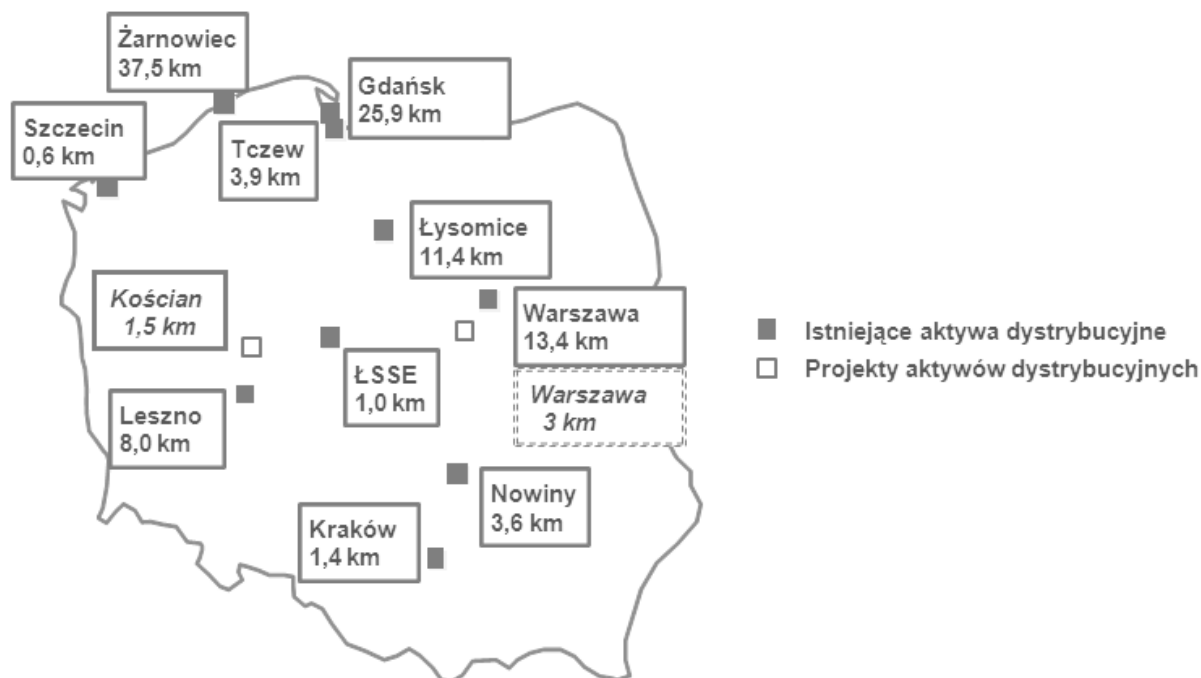 Żarnowiec
37,5 km
Gdańsk
25,9 km
Szczecin
0,6 km
Tczew
3,9 km
Łysomice
11,4 km
Kościan
1,5 km
Warszawa
13,4 km
Istniejące aktywa dystrybucyjne
Projekty aktywów dystrybucyjnych
ŁSSE
1,0 km
Warszawa
3 km
Leszno
8,0 km
Nowiny
3,6 km
Kraków
1,4 km